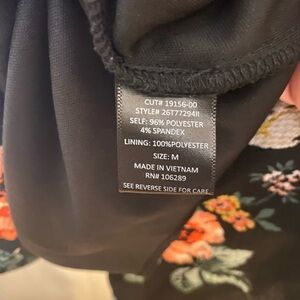 CUT# 19156-00
STYLE# 26T77294II
SELF: 96% POLYESTER
4% SPANDEX
LINING: 100%POLYESTER
SIZE: M
MADE IN VIETNAM
RN# 106289
SEE REVERSE SIDE FOR CARE